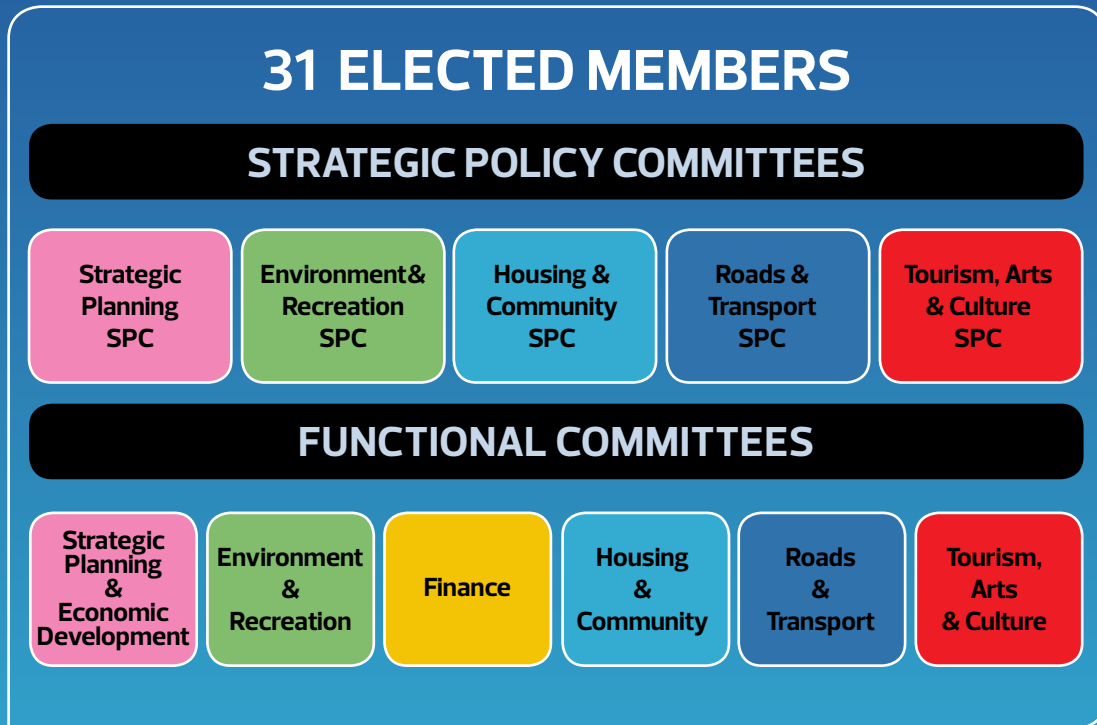 31 ELECTED MEMBERS
STRATEGIC POLICY COMMITTEES
Strategic
Planning
SPC
Environment&
Recreation
SPC
Housing &
Community
SPC
Roads &
Transport
SPC
Tourism, Arts
& Culture
SPC
FUNCTIONAL COMMITTEES
Strategic
Planning
&
Economic
Development
Environment
&
Recreation
Finance
Housing
&
Community
Roads
&
Transport
Tourism,
Arts
& Culture